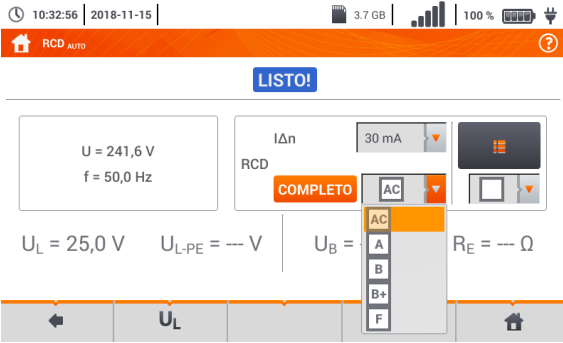 10:32:56 2018-11-15 3.7 GB 100 %
RCD AUTO ?
LISTO!
U = 241,6 V
f = 50,0 Hz
IΔn 30 mA
RCD
COMPLETO AC
AC
A
B
B+
F
UL = 25,0 V UL-PE = --- V UB = RE = --- Ω
UL